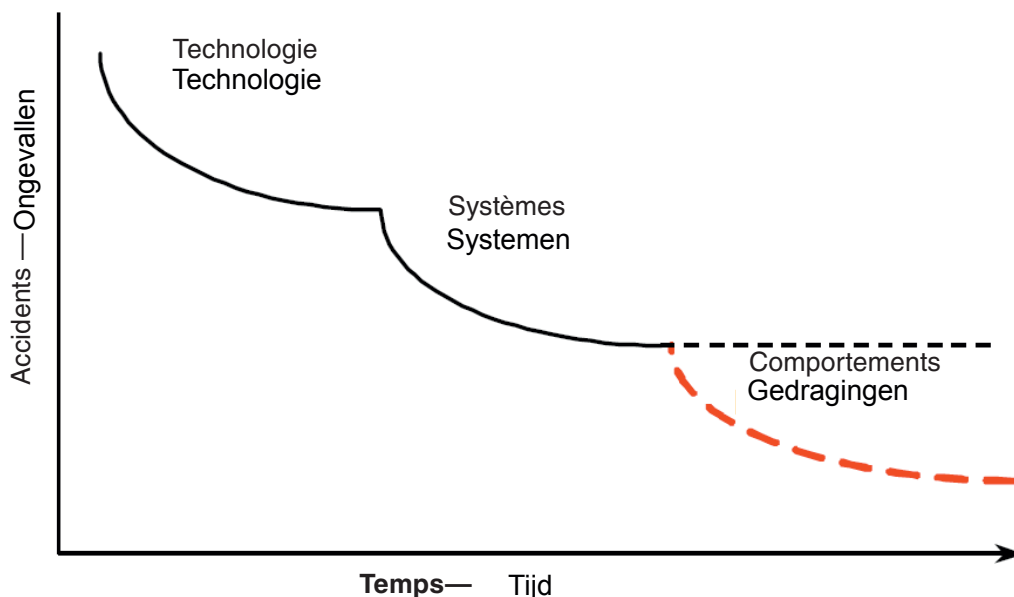 Technologie
Technologie
Accidents —Ongevallen
Systèmes
Systemen
Comportements
Gedragingen
Temps— Tijd